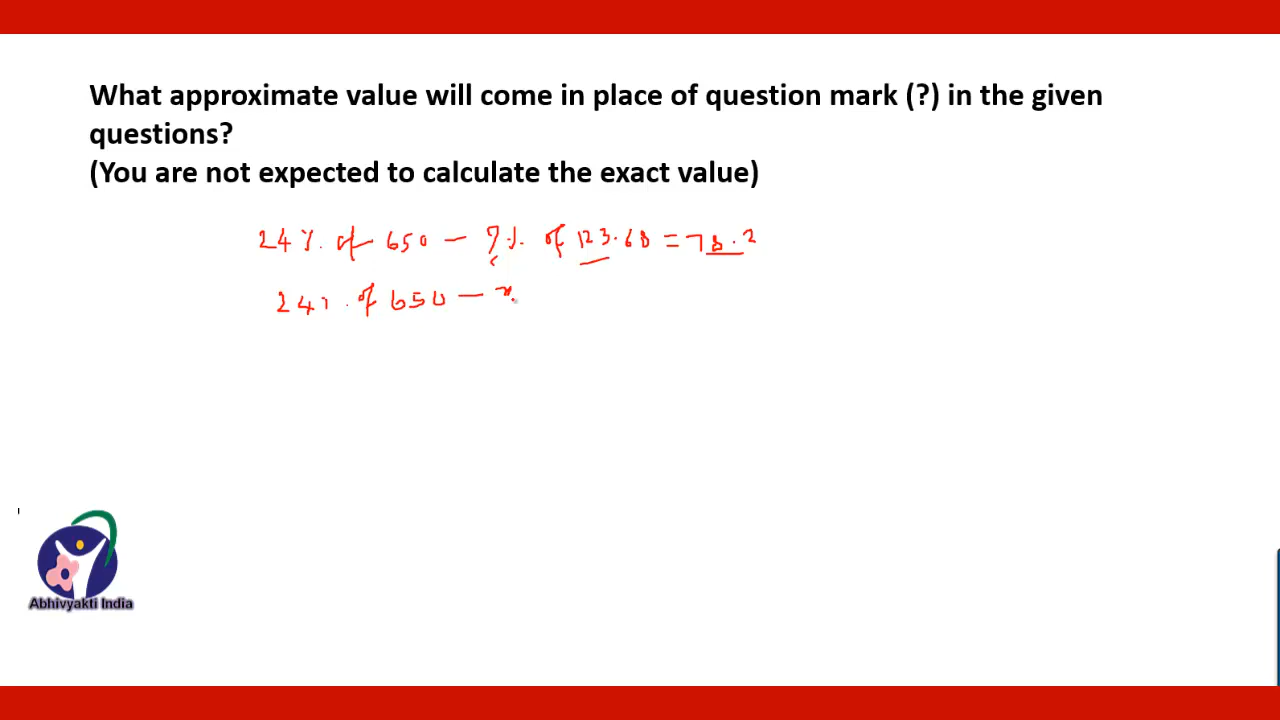 What approximate value will come in place of question mark (?) in the given
questions?
(You are not expected to calculate the exact value)
24% of 650 - ?% of 123.68 = 78.2
24% of 650 -
Abhivyakti India